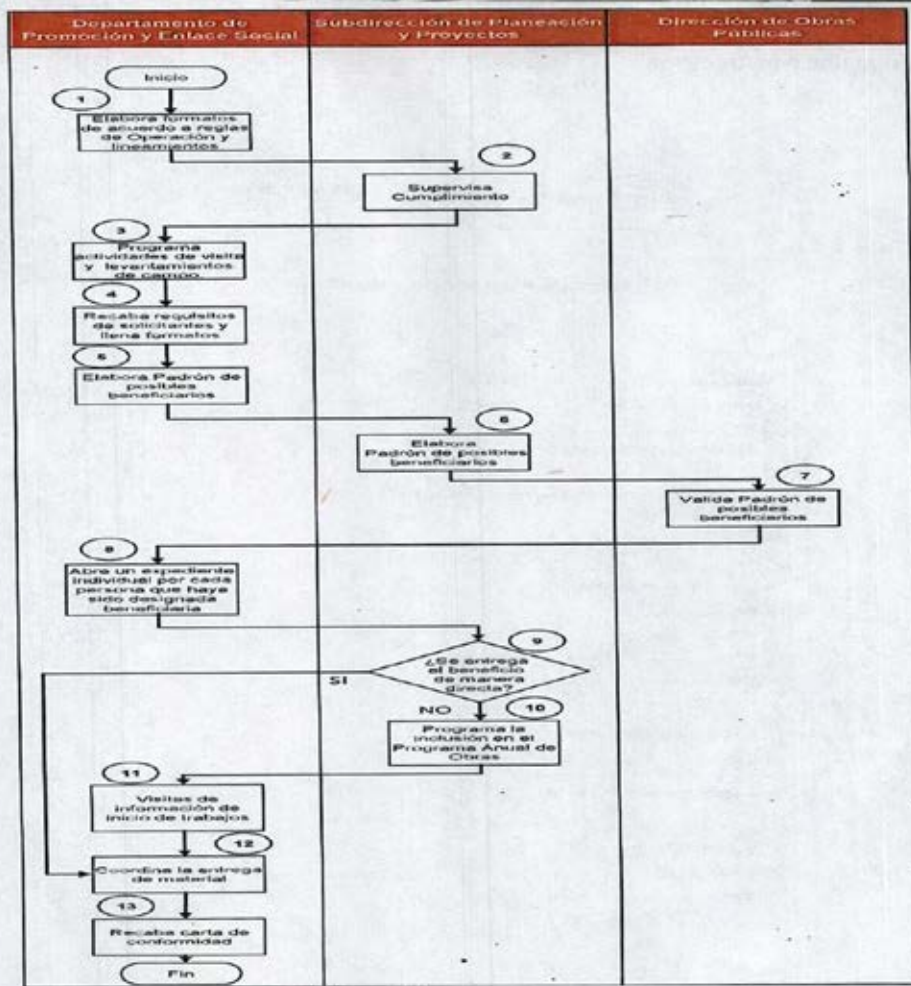 Departamento de
Promoción y Enlace Social
Subdirección de Planeación
y Proyectos
Dirección de Obras
Públicas
Inicio
1
Elabora formatos
de acuerdo a reglas
de Operación y
lineamientos
2
Supervisa
Cumplimiento
3
Programa
actividades de visita
y levantamientos
de campo
4
Recaba requisitos
de solicitantes y
llena formatos
5
Elabora Padrón de
posibles
beneficiarios
6
Elabora
Padrón de posibles
beneficiarios
7
Valida Padrón de
posibles
beneficiarios
8
Abre un expediente
individual por cada
persona que haya
sido designada
beneficiaria
9
¿Se entrega
el beneficio
de manera
directa?
SI
NO
10
Programa la
inclusión en el
Programa Anual de
Obras
11
Visitas de
información de
inicio de trabajos
12
Coordina la entrega
de material
13
Recaba carta de
conformidad
Fin